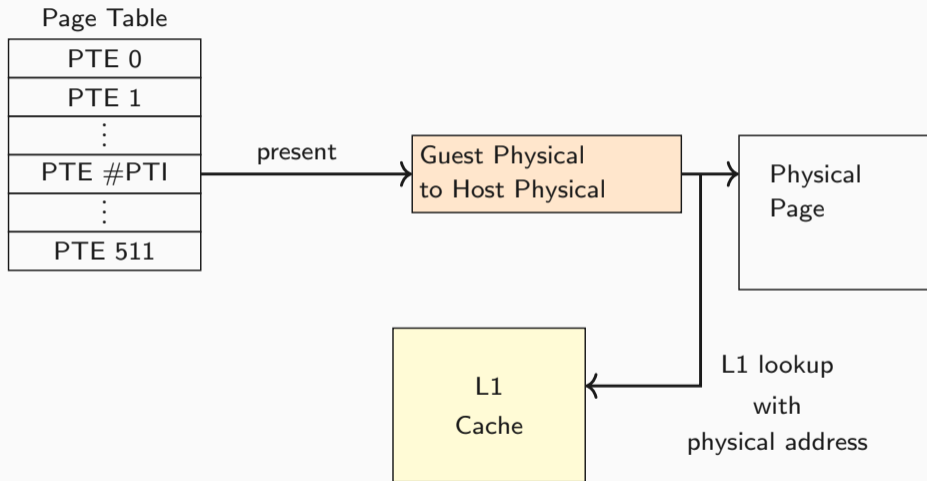 Page Table
PTE 0
PTE 1
⋮
PTE #PTI
⋮
PTE 511
present
Guest Physical
to Host Physical
Physical
Page
L1
Cache
L1 lookup
with
physical address